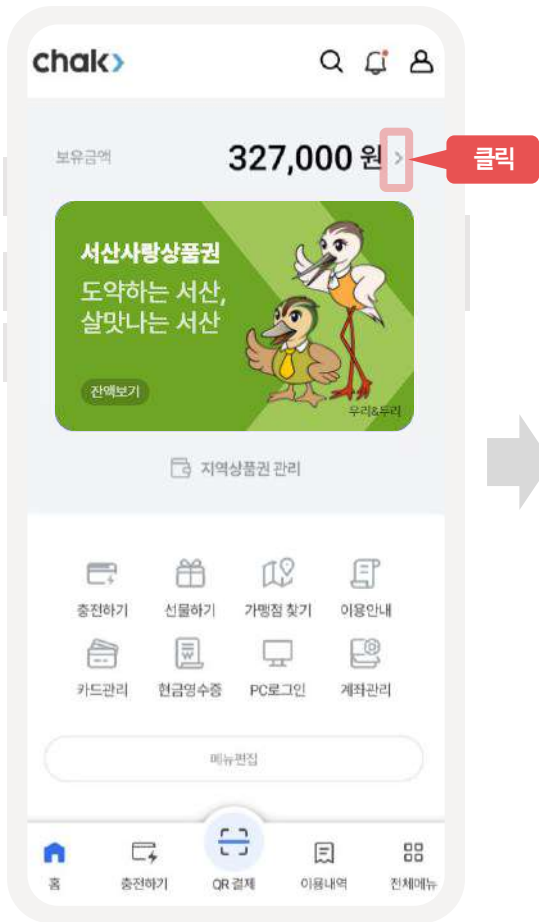 chak
보유금액 327,000 원
클릭
서산사랑상품권
도약하는 서산,
살맛나는 서산
잔액보기
우리&두리
지역상품권 관리
충전하기 선물하기 가맹점 찾기 이용안내
카드관리 현금영수증 PC로그인 계좌관리
메뉴편집
홈 충전하기 QR 결제 이용내역 전체메뉴